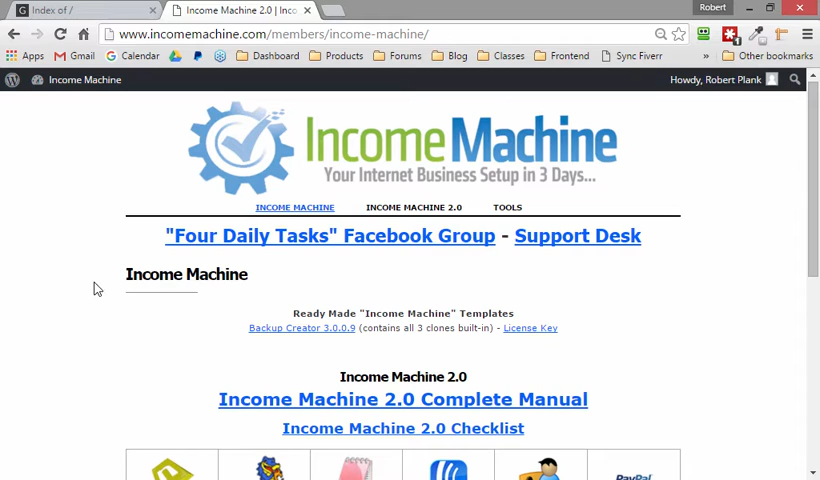 Robert
Index of /
Income Machine 2.0 | Inco
www.incomemachine.com/members/income-machine/
Apps
Gmail
Calendar
Dashboard
Products
Forums
Blog
Classes
Frontend
Sync Fiverr
»
Other bookmarks
Income Machine
Howdy, Robert Plank
IncomeMachine
Your Internet Business Setup in 3 Days...
INCOME MACHINE
INCOME MACHINE 2.0
TOOLS
"Four Daily Tasks" Facebook Group - Support Desk
Income Machine
Ready Made "Income Machine" Templates
Backup Creator 3.0.0.9 (contains all 3 clones built-in) - License Key
Income Machine 2.0
Income Machine 2.0 Complete Manual
Income Machine 2.0 Checklist
PayPal